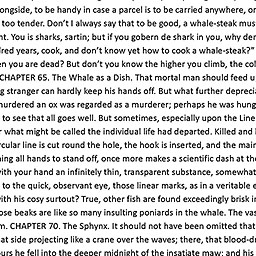 ongside, to be handy in case a parcel is to be carried anywhere, or
too tender. Don't I always say that to be good, a whale-steak mus
nt. You is sharks, sartin; but if you gobern de shark in you, why der
dred years, cook, and don't know yet how to cook a whale-steak?"
en you are dead? But don't you know the higher you climb, the col
CHAPTER 65. The Whale as a Dish. That mortal man should feed u
g stranger can hardly keep his hands off. But what further depreci
murdered an ox was regarded as a murderer; perhaps he was hung
to see that all goes well. But sometimes, especially upon the Line
r what might be called the individual life had departed. Killed and
rcular line is cut round the hole, the hook is inserted, and the mair
ning all hands to stand off, once more makes a scientific dash at the
with your hand an infinitely thin, transparent substance, somewhat
to the quick, observant eye, those linear marks, as in a veritable e
with his cosy surtout? True, other fish are found exceedingly brisk i
ose beaks are like so many insulting poniards in the whale. The vas
m. CHAPTER 70. The Sphynx. It should not have been omitted that
at side projecting like a crane over the waves; there, that blood-dr
ours he fell into the deeper midnight of the insatiate maw; and his